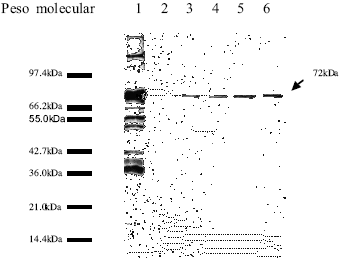 Peso molecular 1 2 3 4 5 6
97.4kDa
72kDa
66.2kDa
55.0kDa
42.7kDa
36.0kDa
21.0kDa
14.4kDa